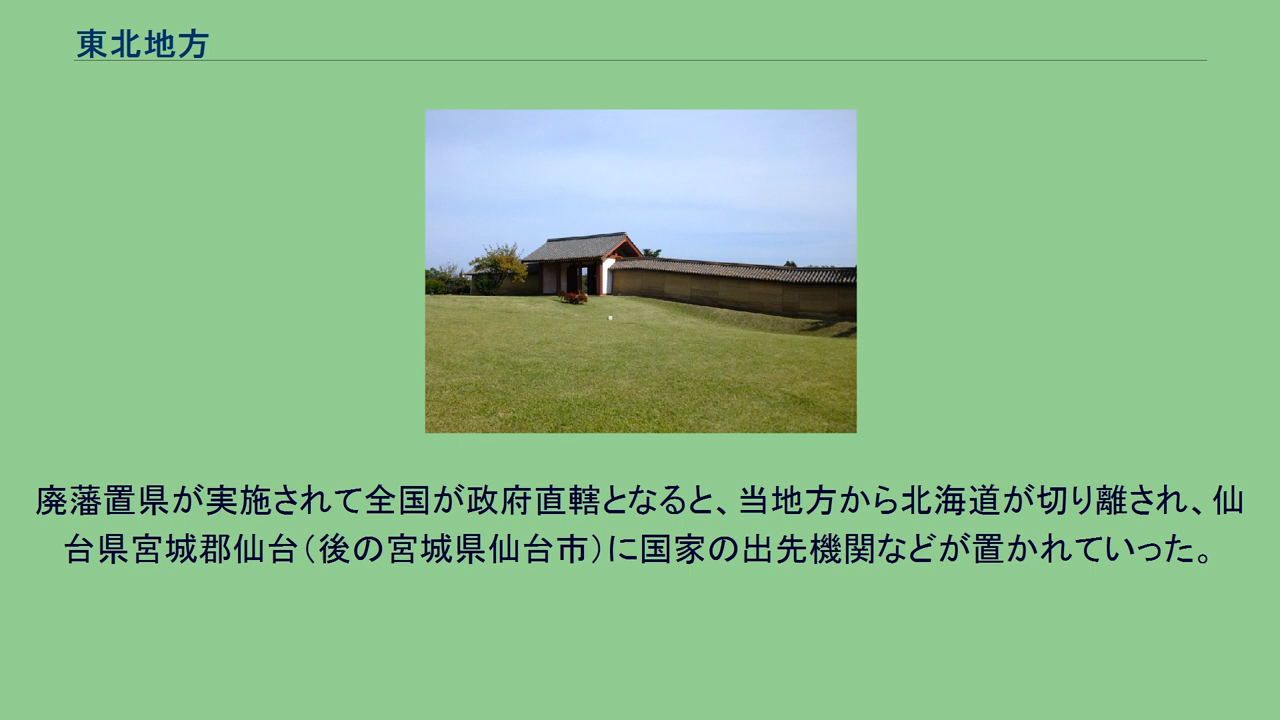 東北地方
廃藩置県が実施されて全国が政府直轄となると、当地方から北海道が切り離され、仙
台県宮城郡仙台（後の宮城県仙台市）に国家の出先機関などが置かれていった。